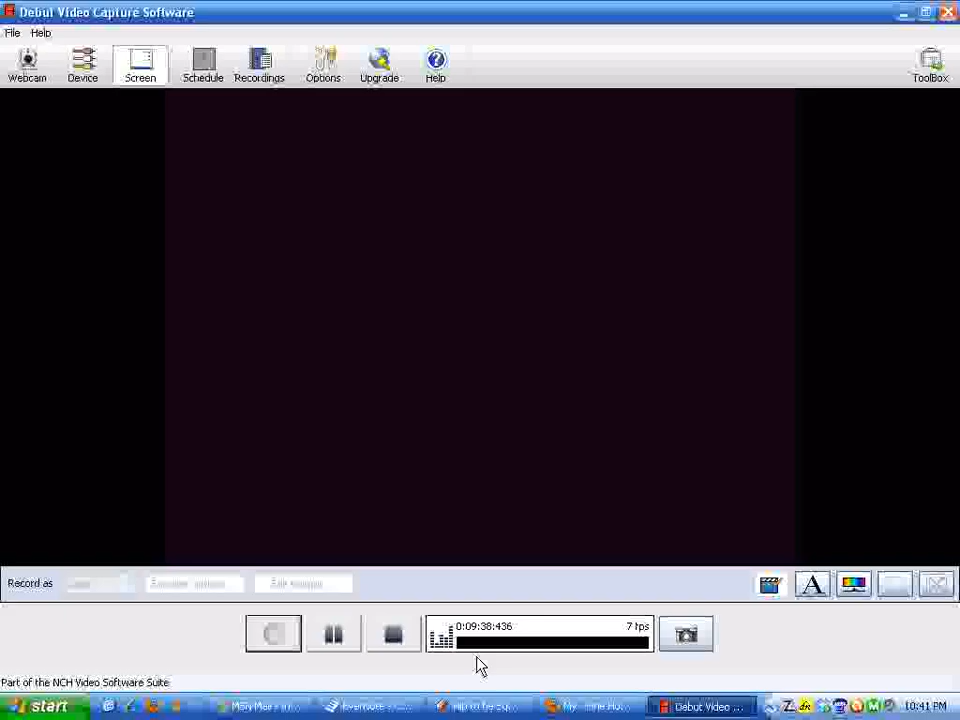 Debut Video Capture Software
File Help
Webcam Device Screen Schedule Recordings Options Upgrade Help ToolBox
Record as
A
0:09:38:436 7 fps
Part of the NCH Video Software Suite
start Debut Video ... 10:41 PM